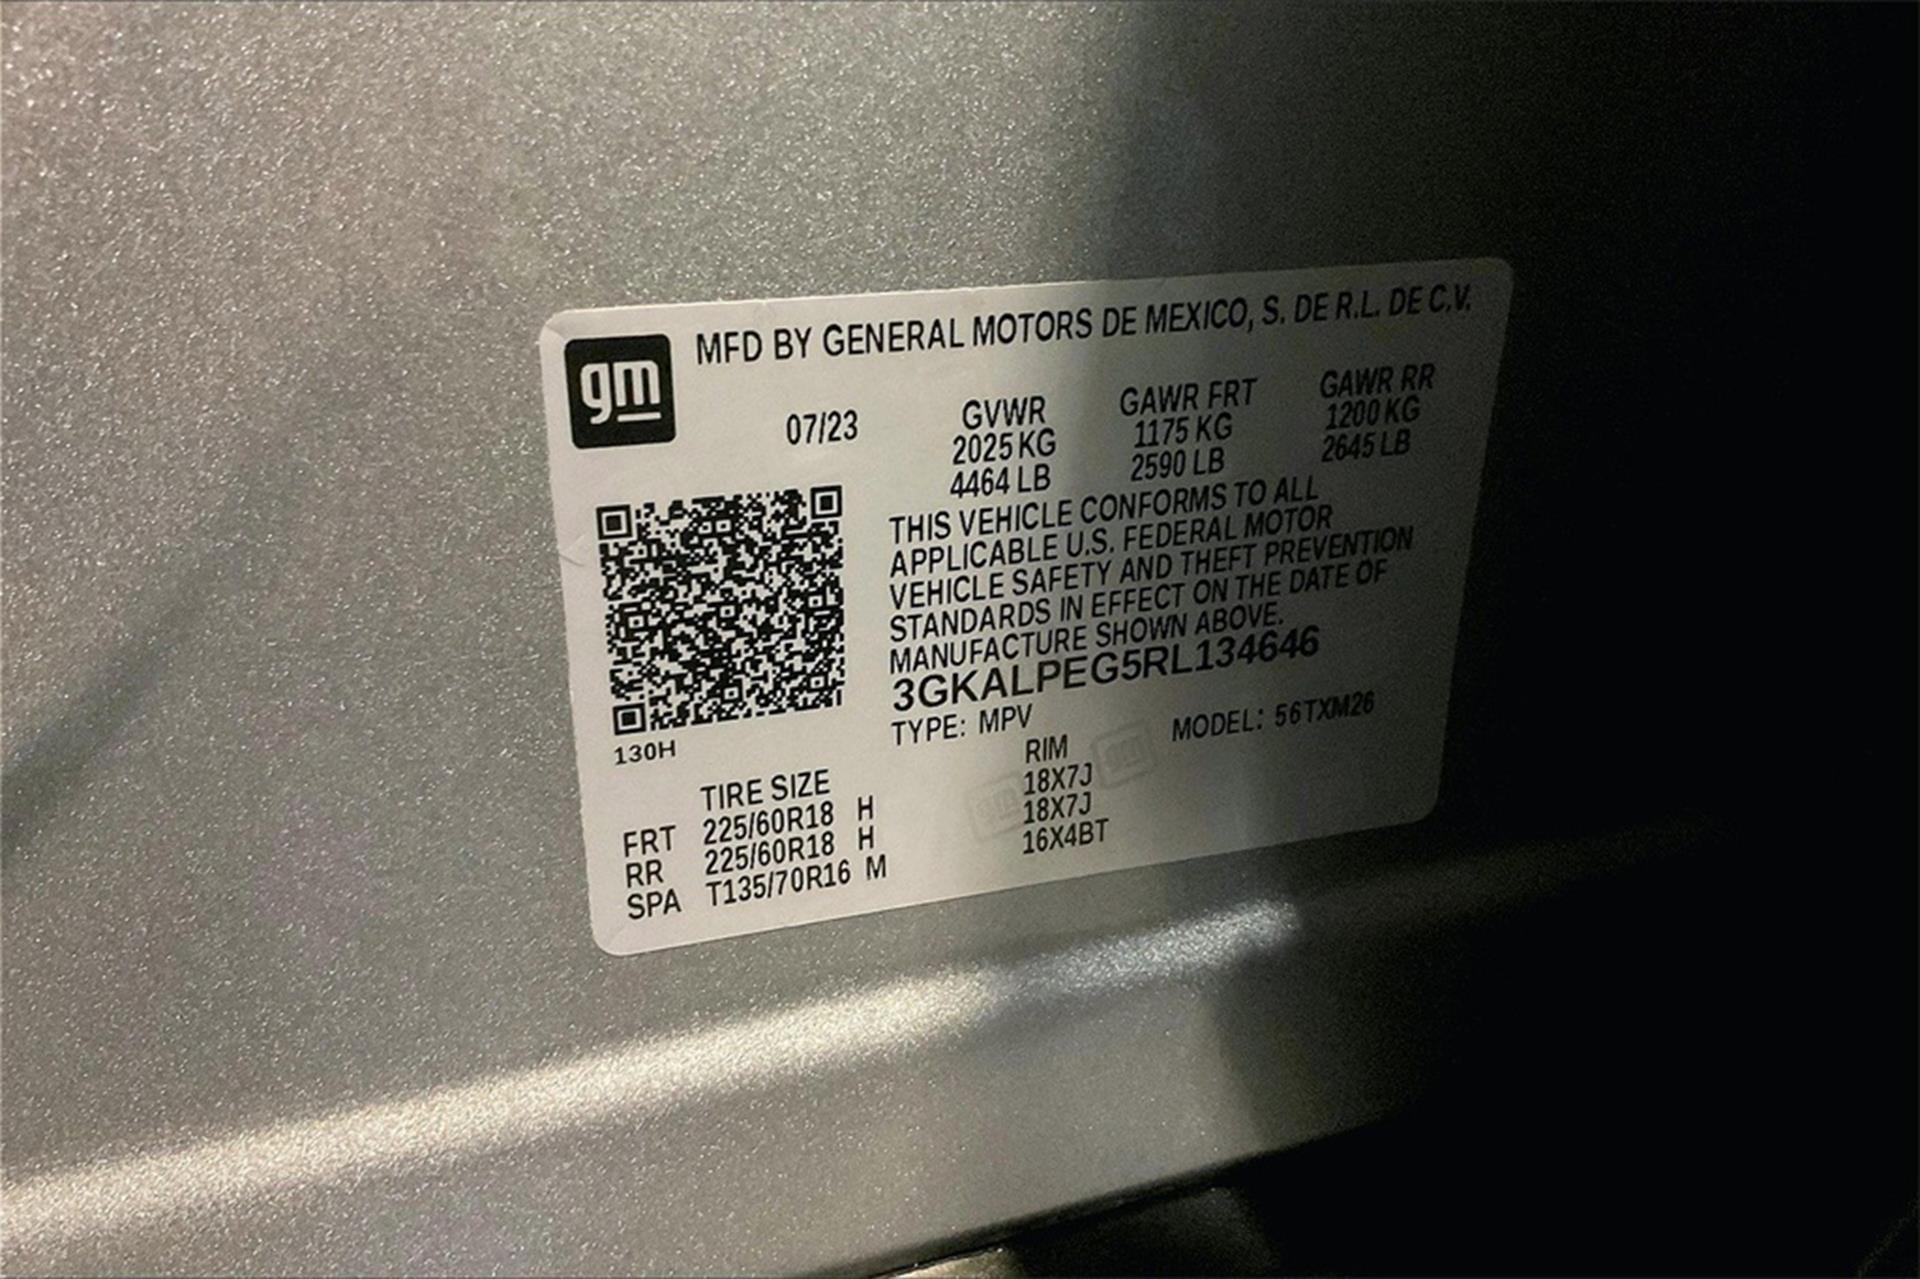 gm
MFD BY GENERAL MOTORS DE MEXICO, S. DE R.L. DE C.V.
07/23
GVWR GAWR FRT GAWR RR
2025 KG 1175 KG 1200 KG
4464 LB 2590 LB 2645 LB
THIS VEHICLE CONFORMS TO ALL
APPLICABLE U.S. FEDERAL MOTOR
VEHICLE SAFETY AND THEFT PREVENTION
STANDARDS IN EFFECT ON THE DATE OF
MANUFACTURE SHOWN ABOVE.
3GKALPEG5RL134646
TYPE: MPV MODEL: 56TXM26
130H
TIRE SIZE RIM
FRT 225/60R18 H 18X7J
RR 225/60R18 H 18X7J
SPA T135/70R16 M 16X4BT
gm
gm